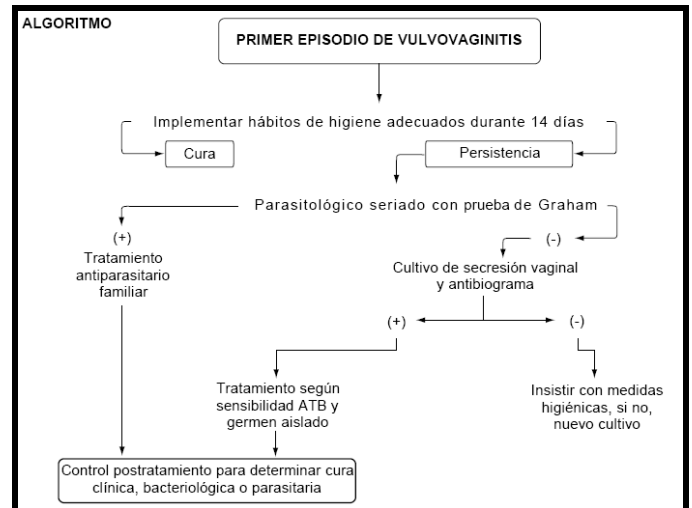 ALGORITMO
PRIMER EPISODIO DE VULVOVAGINITIS
Implementar hábitos de higiene adecuados durante 14 días
Cura
Persistencia
Parasitológico seriado con prueba de Graham
(+)
Tratamiento
antiparasitario
familiar
(-)
Cultivo de secresión vaginal
y antibiograma
(+)
(-)
Tratamiento según
sensibilidad ATB y
germen aislado
Insistir con medidas
higiénicas, si no,
nuevo cultivo
Control postratamiento para determinar cura
clínica, bacteriológica o parasitaria